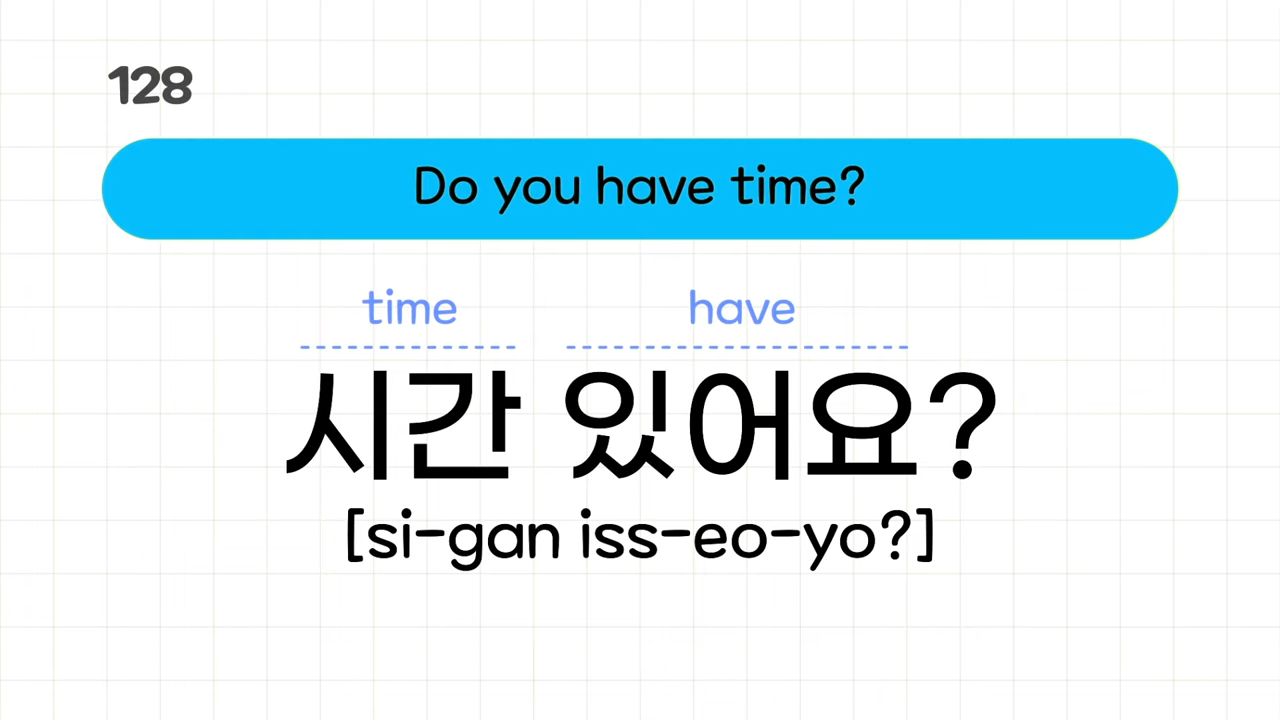 128
Do you have time?
time have
시간 있어요?
[si-gan iss-eo-yo?]